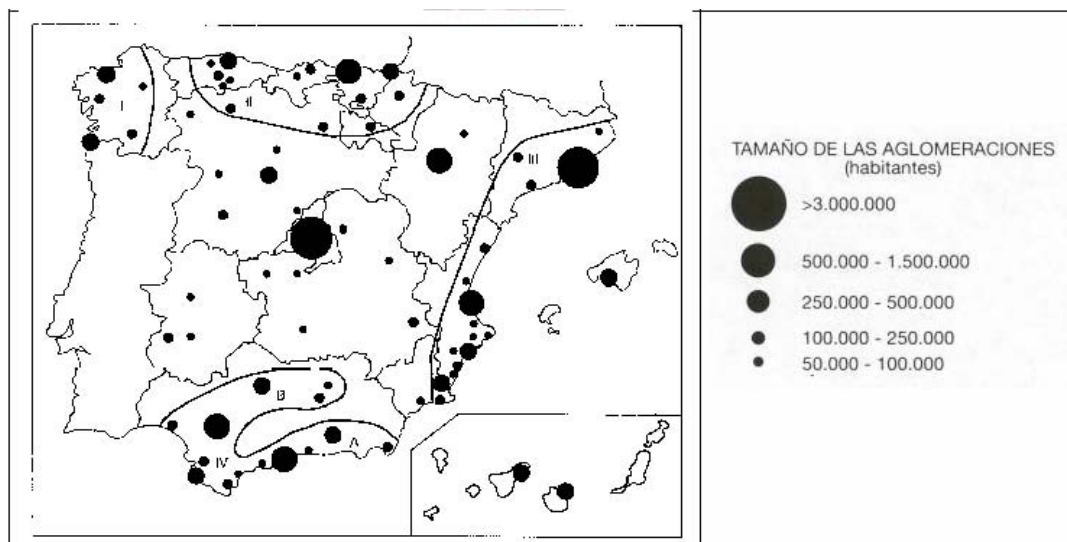 I
II
III
B
IV
A
TAMAÑO DE LAS AGLOMERACIONES
(habitantes)
>3.000.000
500.000 - 1.500.000
250.000 - 500.000
100.000 - 250.000
50.000 - 100.000